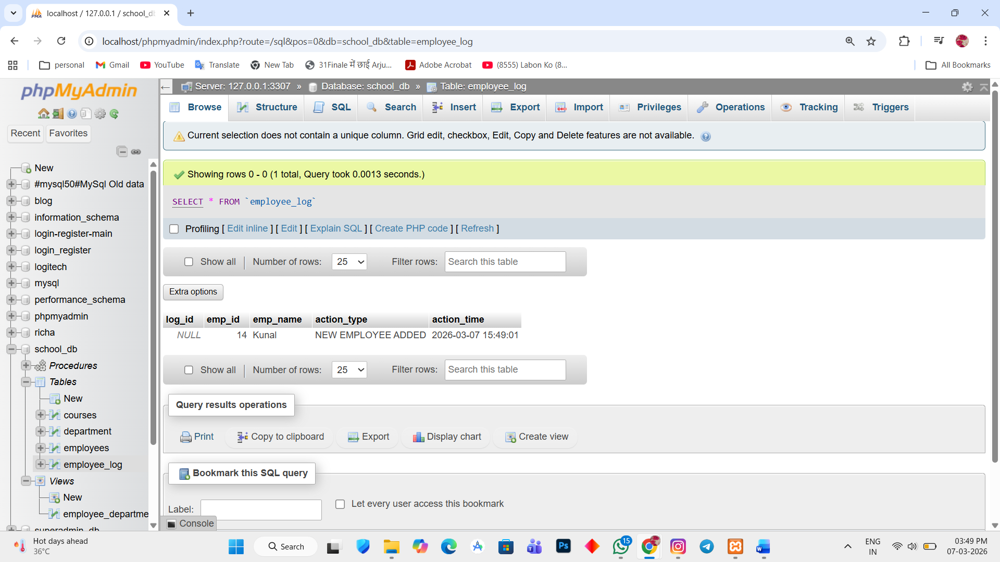 localhost / 127.0.0.1 / school_db
localhost/phpmyadmin/index.php?route=/sql&pos=0&db=school_db&table=employee_log
personal
Gmail
YouTube
Translate
New Tab
31Finale में छाई Arju...
Adobe Acrobat
(8555) Labon Ko (8...
All Bookmarks
phpMyAdmin
Recent
Favorites
New
#mysql50#MySql Old data
blog
information_schema
login-register-main
login_register
logitech
mysql
performance_schema
phpmyadmin
richa
school_db
Procedures
Tables
New
courses
department
employees
employee_log
Views
New
employee_departme
superadmin_db
Server: 127.0.0.1:3307 » Database: school_db » Table: employee_log
Browse
Structure
SQL
Search
Insert
Export
Import
Privileges
Operations
Tracking
Triggers
Current selection does not contain a unique column. Grid edit, checkbox, Edit, Copy and Delete features are not available.
Showing rows 0 - 0 (1 total, Query took 0.0013 seconds.)
SELECT * FROM `employee_log`
Profiling [ Edit inline ] [ Edit ] [ Explain SQL ] [ Create PHP code ] [ Refresh ]
Show all | Number of rows: 25 Filter rows: Search this table
Extra options
log_id emp_id emp_name action_type action_time
NULL 14 Kunal NEW EMPLOYEE ADDED 2026-03-07 15:49:01
Show all | Number of rows: 25 Filter rows: Search this table
Query results operations
Print
Copy to clipboard
Export
Display chart
Create view
Bookmark this SQL query
Label:
Let every user access this bookmark
Console
Hot days ahead
36°C
Search
Ps
15
ENG
IN
03:49 PM
07-03-2026